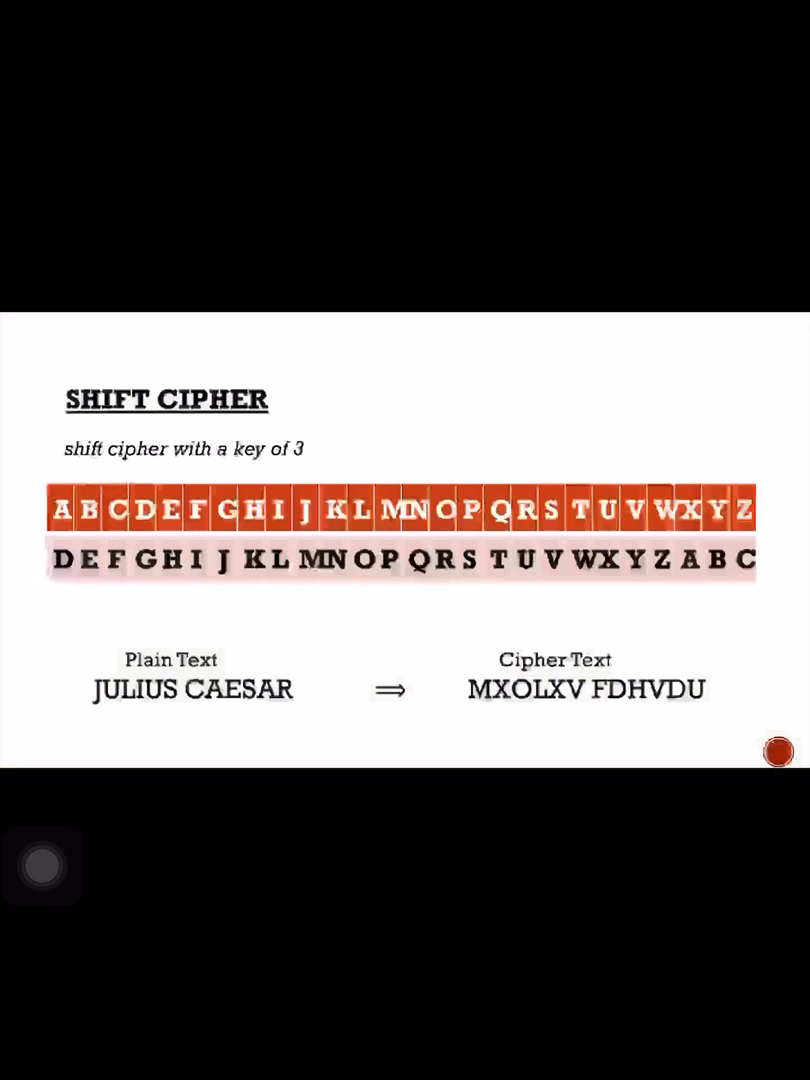 SHIFT CIPHER
shift cipher with a key of 3
A B C D E F G H I J K L M N O P Q R S T U V W X Y Z
D E F G H I J K L M N O P Q R S T U V W X Y Z A B C
Plain Text Cipher Text
JULIUS CAESAR ⟹ MXOLXV FDHVDU